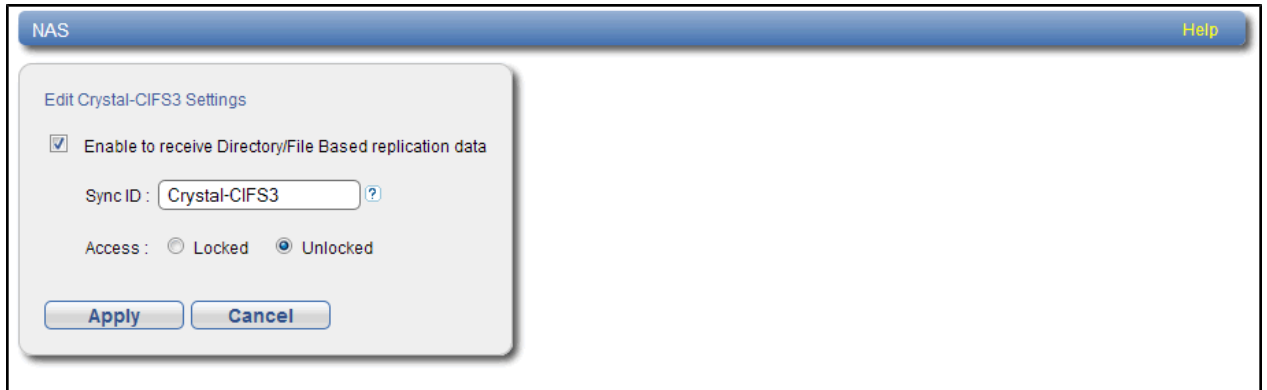 NAS Help
Edit Crystal-CIFS3 Settings
Enable to receive Directory/File Based replication data
Sync ID : Crystal-CIFS3 ?
Access : Locked Unlocked
Apply Cancel